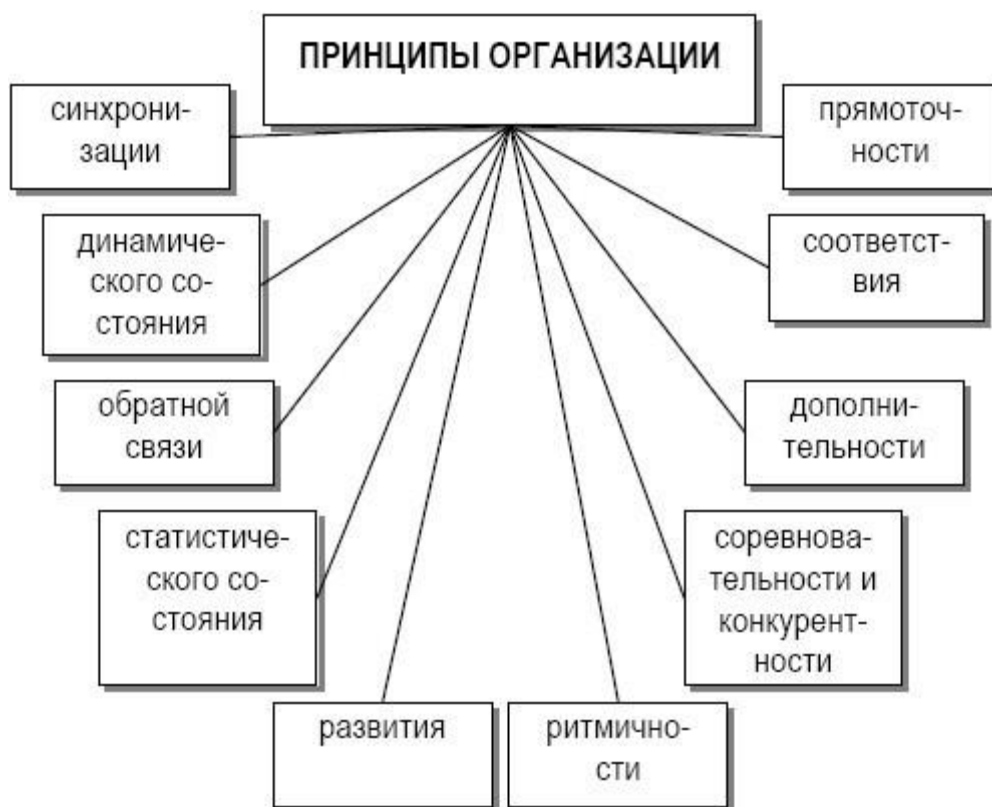 ПРИНЦИПЫ ОРГАНИЗАЦИИ
синхрони-
зации
прямоточ-
ности
динамиче-
ского со-
стояния
соответст-
вия
обратной
связи
дополни-
тельности
статистиче-
ского со-
стояния
соревнова-
тельности и
конкурент-
ности
развития
ритмично-
сти